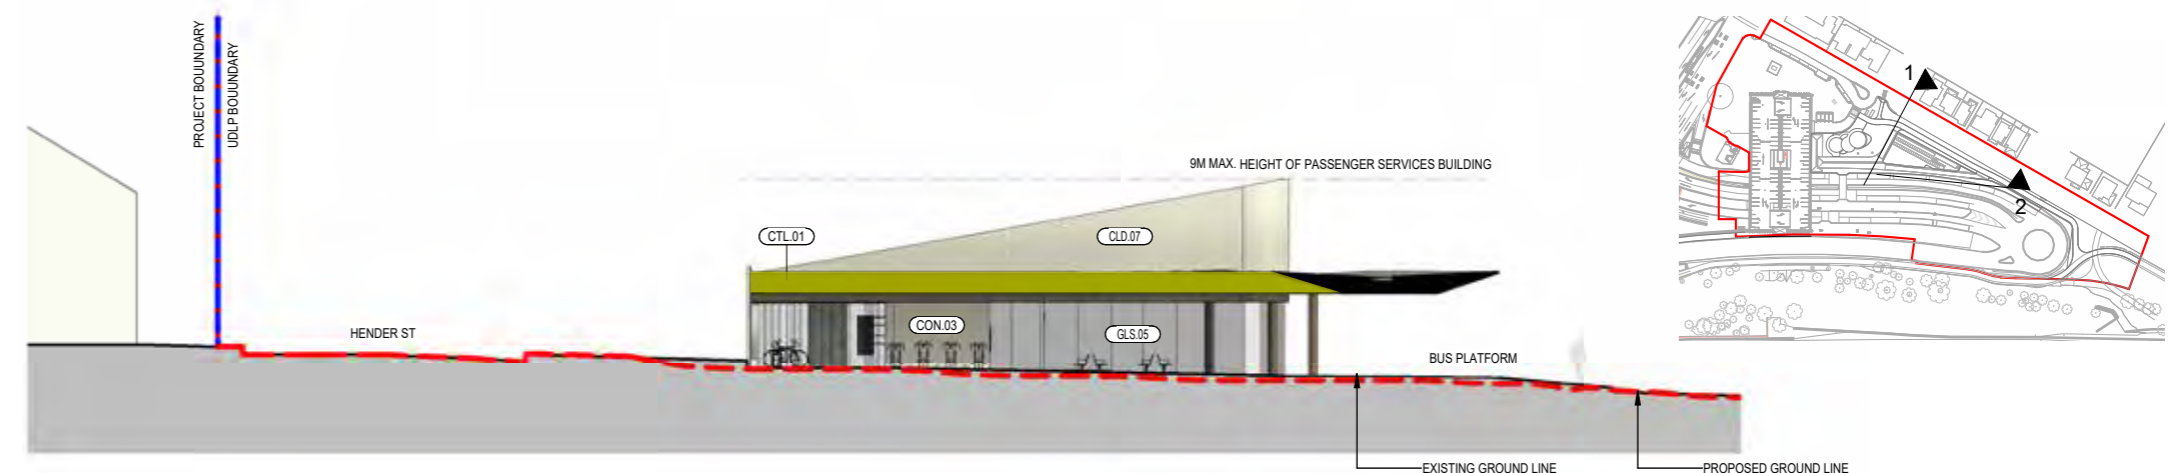 PROJECT BOUUNDARY
UDLP BOUUNDARY
HENDER ST
9M MAX. HEIGHT OF PASSENGER SERVICES BUILDING
CTL.01
CLD.07
CON.03
GLS.05
BUS PLATFORM
EXISTING GROUND LINE
PROPOSED GROUND LINE
1
2